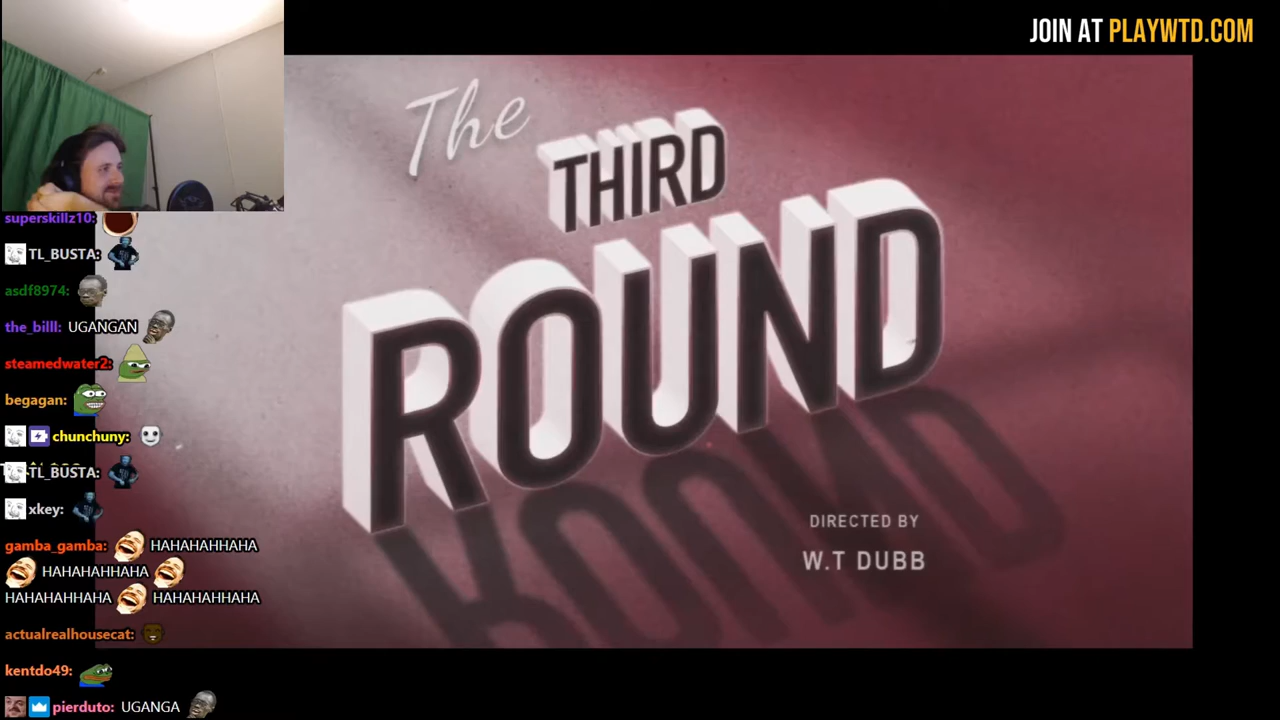 JOIN AT PLAYWTD.COM
The
THIRD
ROUND
DIRECTED BY
W.T DUBB
superskillz10:
TL_BUSTA:
asdf8974:
the_billl: UGANGAN
steamedwater2:
begagan:
chunchuny:
TL_BUSTA:
xkey:
gamba_gamba: HAHAHAHHAHA
HAHAHAHHAHA
HAHAHAHHAHA HAHAHAHHAHA
actualrealhousecat:
kentdo49:
pierduto: UGANGA